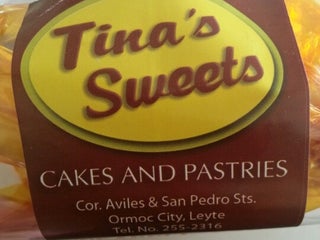 Tina's
Sweets
CAKES AND PASTRIES
Cor. Aviles & San Pedro Sts.
Ormoc City, Leyte
Tel. No. 255-2316